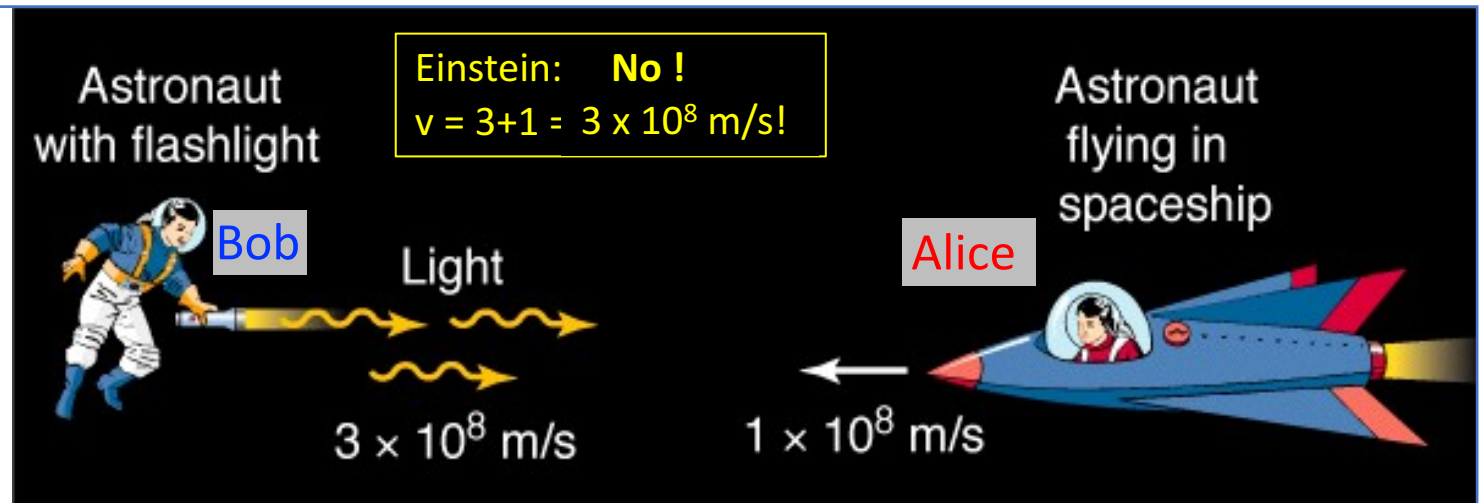 Einstein: No !
v = 3+1 = 3 x 10⁸ m/s!
Astronaut
with flashlight
Astronaut
flying in
spaceship
Bob
Light
Alice
3 × 10⁸ m/s
1 × 10⁸ m/s